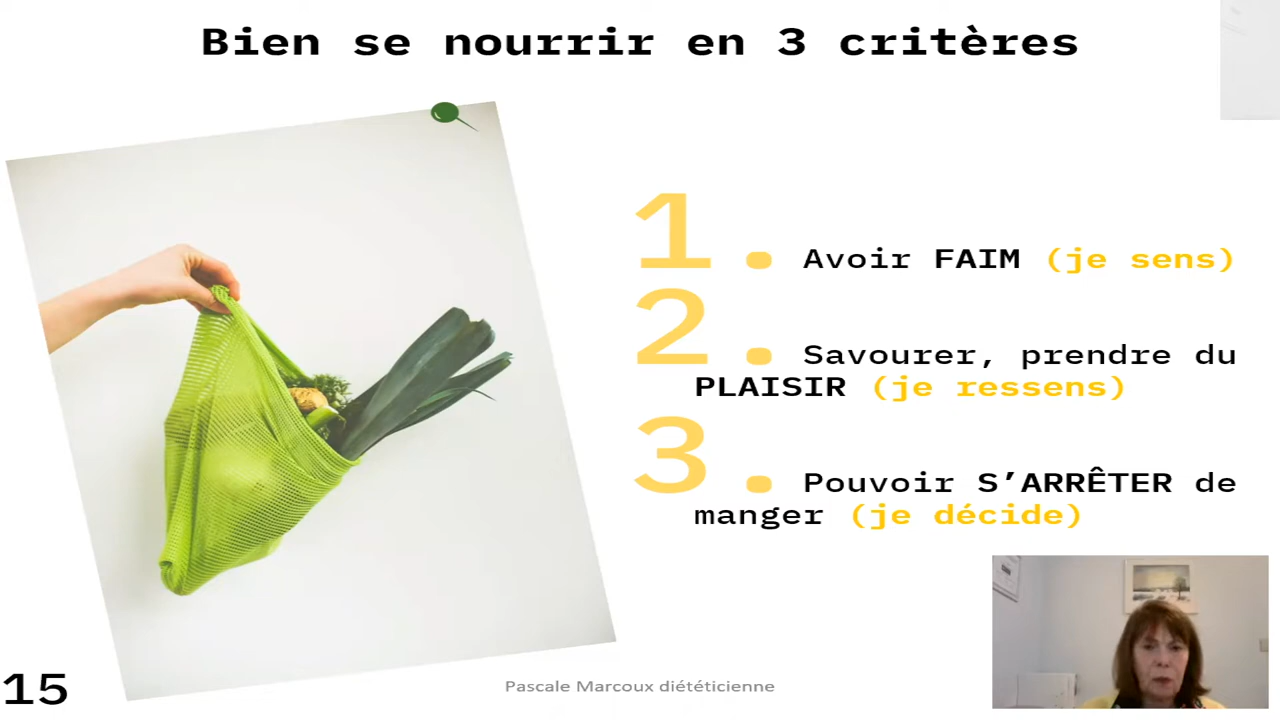 Bien se nourrir en 3 critères
1. Avoir FAIM (je sens)
2. Savourer, prendre du
PLAISIR (je ressens)
3. Pouvoir S’ARRÊTER de
manger (je décide)
15
Pascale Marcoux diététicienne